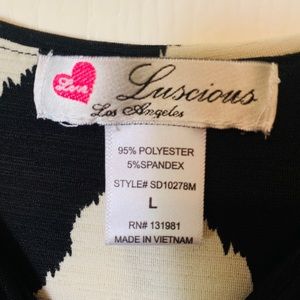 Love
Luscious
Los Angeles
95% POLYESTER
5%SPANDEX
STYLE# SD10278M
L
RN# 131981
MADE IN VIETNAM